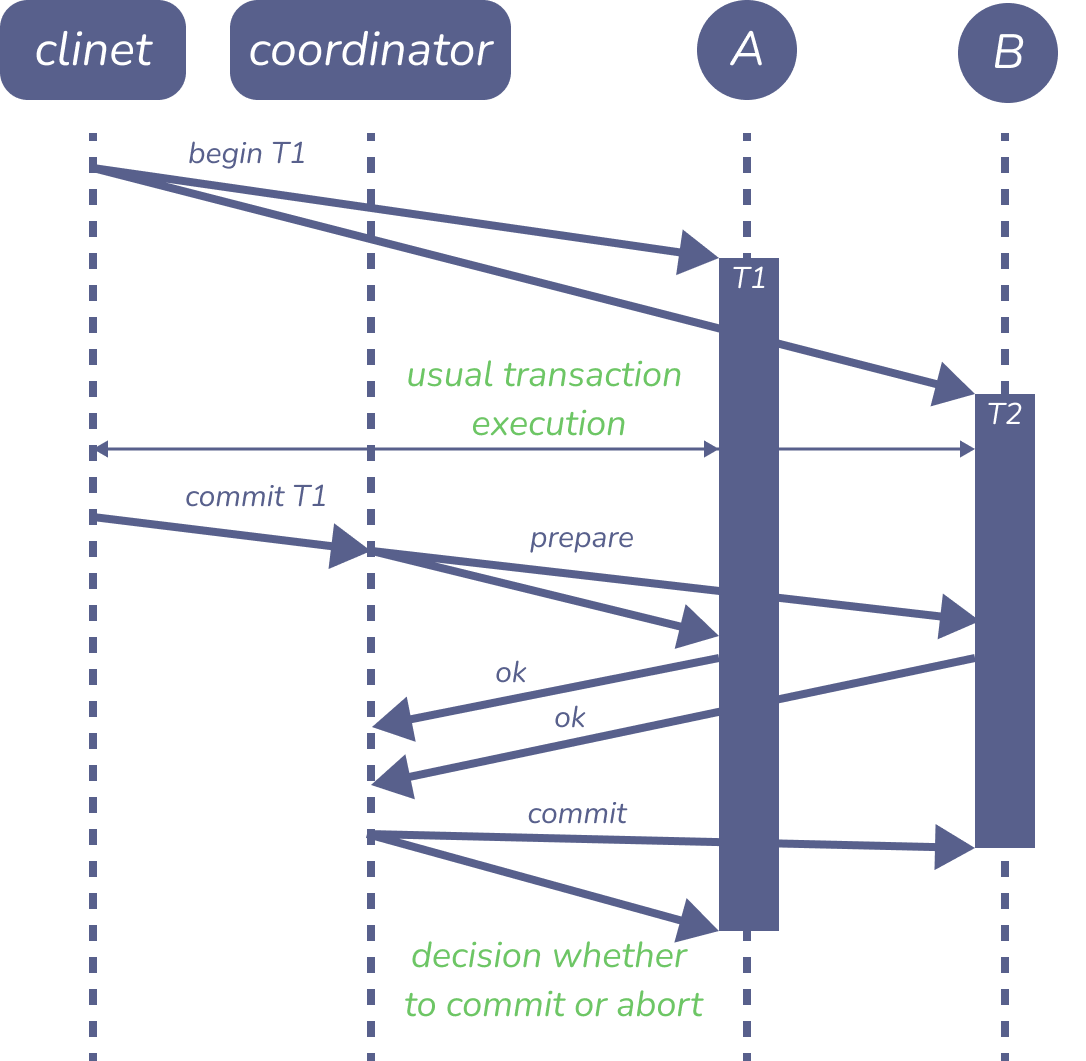 clinet
coordinator
A
B
begin T1
T1
usual transaction
execution
T2
commit T1
prepare
ok
ok
commit
decision whether
to commit or abort